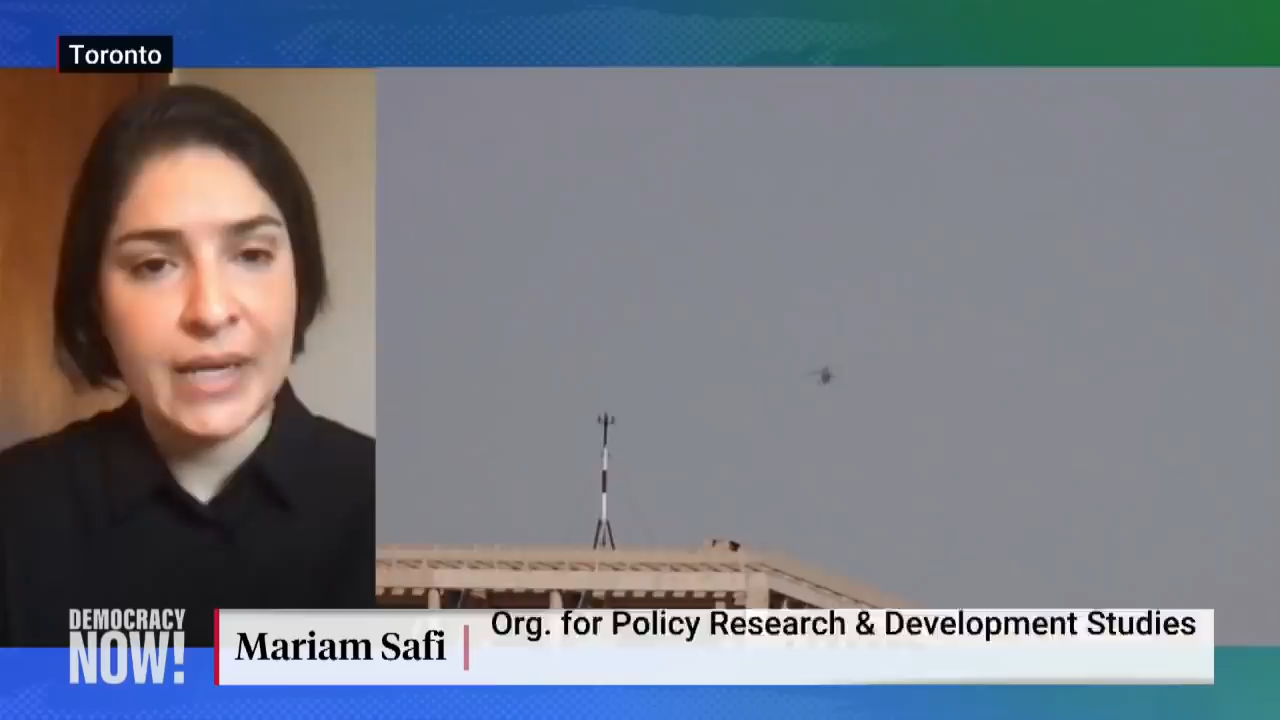 Toronto
DEMOCRACY
NOW!
Mariam Safi
Org. for Policy Research & Development Studies